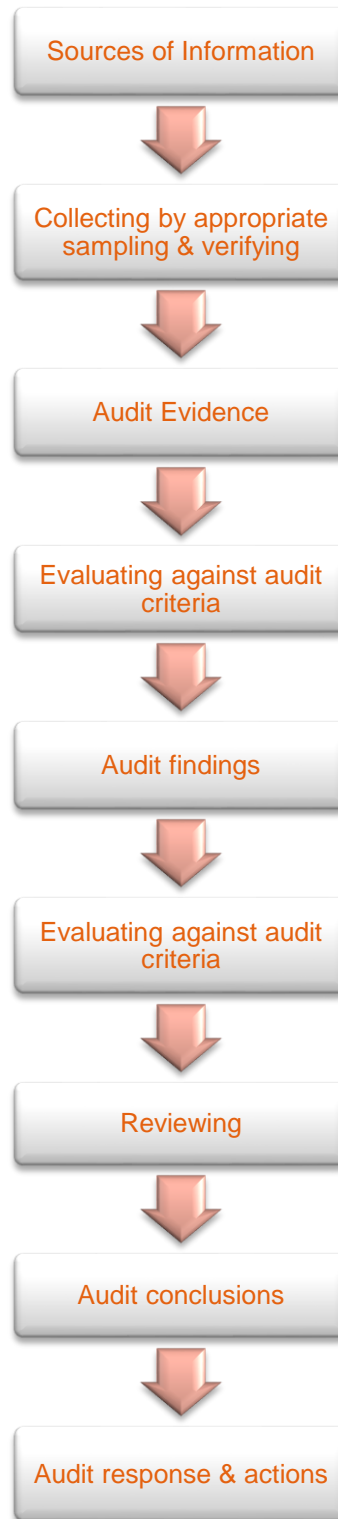 Sources of Information
Collecting by appropriate
sampling & verifying
Audit Evidence
Evaluating against audit
criteria
Audit findings
Evaluating against audit
criteria
Reviewing
Audit conclusions
Audit response & actions